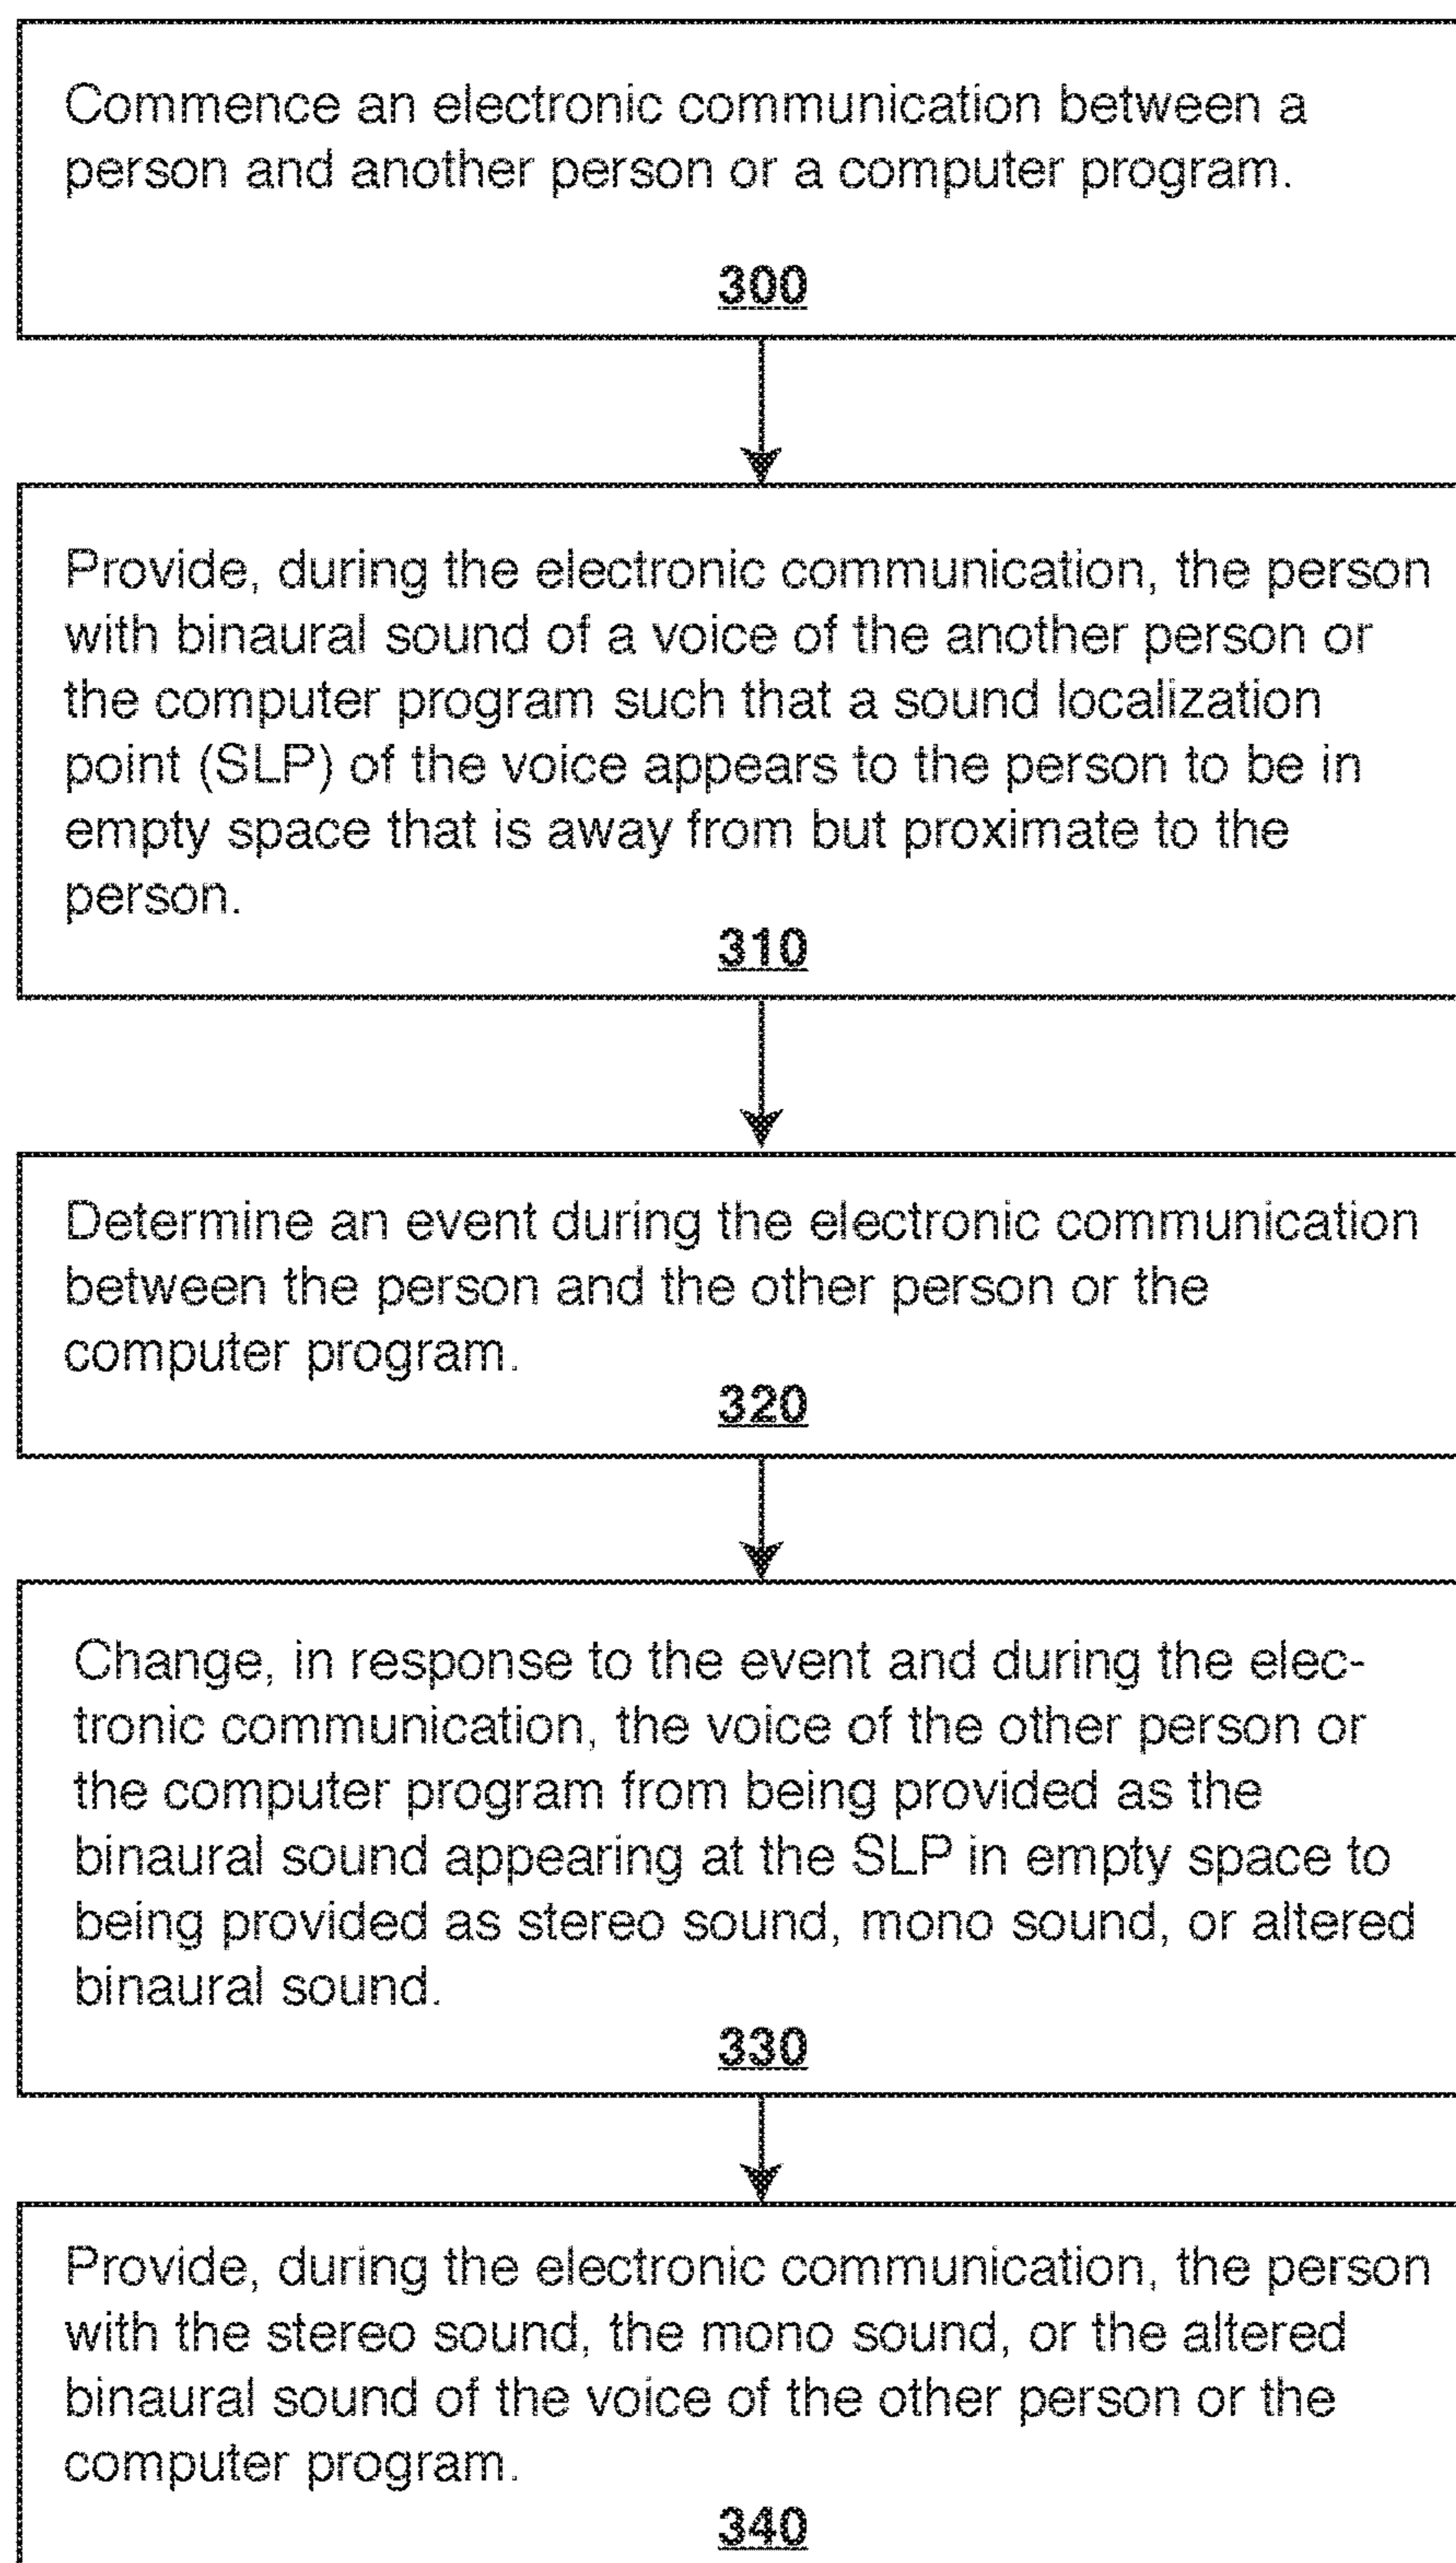 Commence an electronic communication between a
person and another person or a computer program.
300
Provide, during the electronic communication, the person
with binaural sound of a voice of the another person or
the computer program such that a sound localization
point (SLP) of the voice appears to the person to be in
empty space that is away from but proximate to the
person.
310
Determine an event during the electronic communication
between the person and the other person or the
computer program.
320
Change, in response to the event and during the elec-
tronic communication, the voice of the other person or
the computer program from being provided as the
binaural sound appearing at the SLP in empty space to
being provided as stereo sound, mono sound, or altered
binaural sound.
330
Provide, during the electronic communication, the person
with the stereo sound, the mono sound, or the altered
binaural sound of the voice of the other person or the
computer program.
340